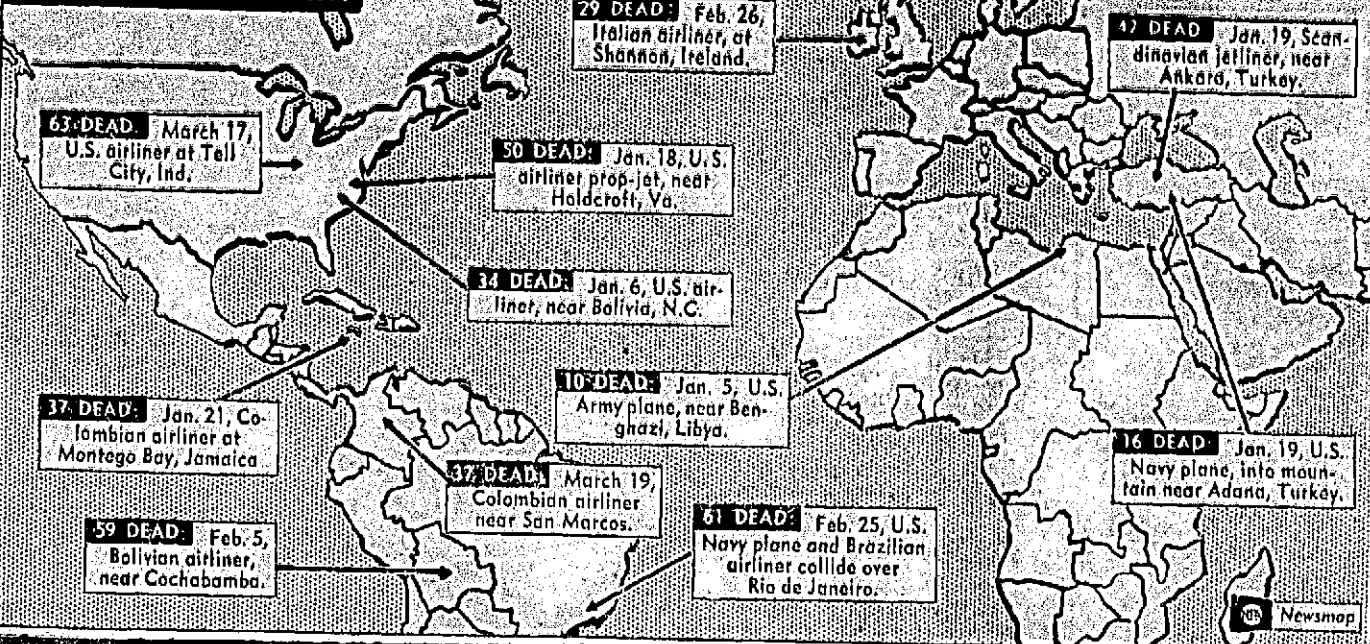 29 DEAD: Feb. 26,
Italian airliner, at
Shannon, Ireland.
42 DEAD Jan. 19, Scan-
dinavian jetliner, near
Ankara, Turkey.
63 DEAD. March 17,
U.S. airliner at Tell
City, Ind.
50 DEAD: Jan. 18, U.S.
airliner prop-jet, near
Holdcroft, Va.
34 DEAD: Jan. 6, U.S. air-
liner, near Bolivia, N.C.
10 DEAD: Jan. 5, U.S.
Army plane, near Ben-
ghazi, Libya.
37 DEAD: Jan. 21, Co-
lombian airliner at
Montego Bay, Jamaica
16 DEAD Jan. 19, U.S.
Navy plane, into moun-
tain near Adana, Turkey.
37 DEAD: March 19,
Colombian airliner
near San Marcos.
59 DEAD: Feb. 5,
Bolivian airliner,
near Cochabamba.
61 DEAD: Feb. 25, U.S.
Navy plane and Brazilian
airliner collide over
Rio de Janeiro.
Newsmap